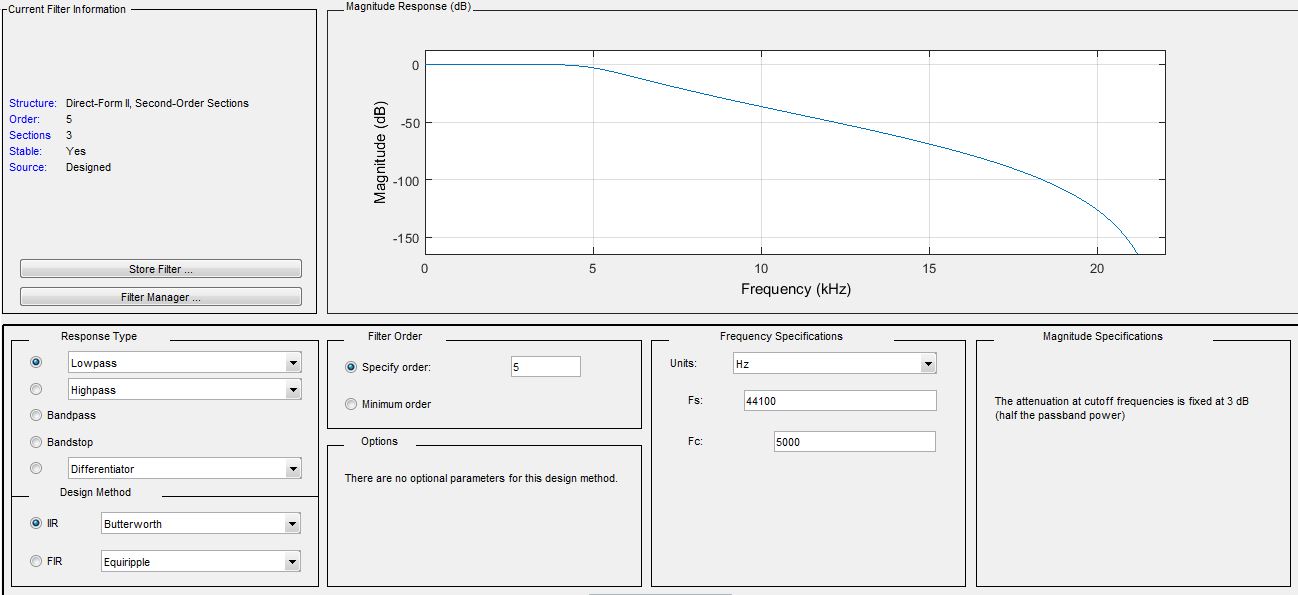 Current Filter Information
Structure: Direct-Form II, Second-Order Sections
Order: 5
Sections 3
Stable: Yes
Source: Designed
Store Filter ...
Filter Manager ...
Magnitude Response (dB)
0
-50
-100
-150
Magnitude (dB)
0 5 10 15 20
Frequency (kHz)
Response Type
Lowpass
Highpass
Bandpass
Bandstop
Differentiator
Design Method
IIR Butterworth
FIR Equiripple
Filter Order
Specify order: 5
Minimum order
Options
There are no optional parameters for this design method.
Frequency Specifications
Units: Hz
Fs: 44100
Fc: 5000
Magnitude Specifications
The attenuation at cutoff frequencies is fixed at 3 dB
(half the passband power)